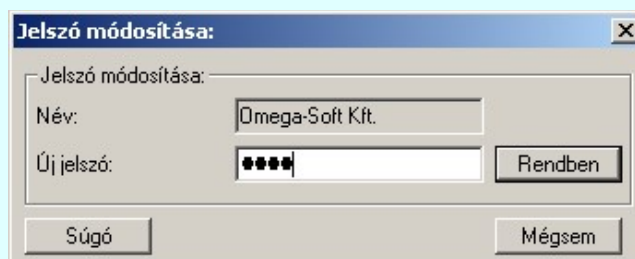 Jelszó módosítása:
Jelszó módosítása:
Név: Omega-Soft Kft.
Új jelszó: ●●●● Rendben
Súgó Mégsem